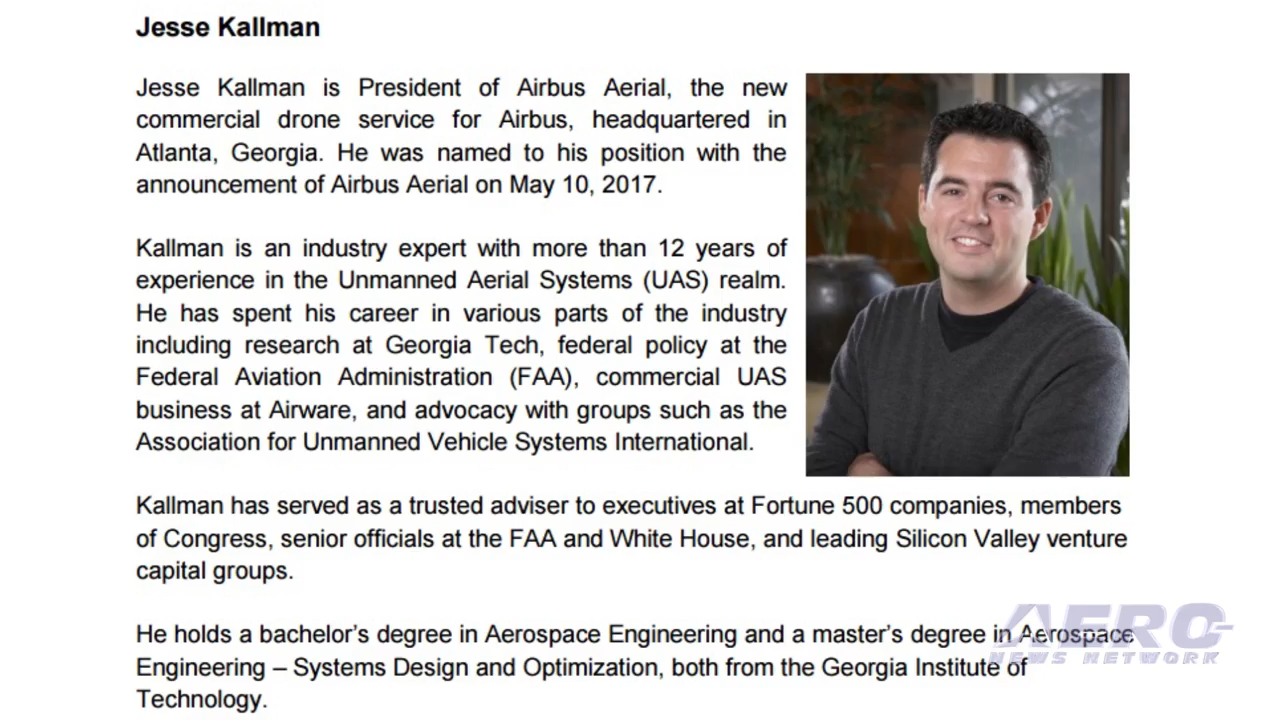 Jesse Kallman
Jesse Kallman is President of Airbus Aerial, the new
commercial drone service for Airbus, headquartered in
Atlanta, Georgia. He was named to his position with the
announcement of Airbus Aerial on May 10, 2017.
Kallman is an industry expert with more than 12 years of
experience in the Unmanned Aerial Systems (UAS) realm.
He has spent his career in various parts of the industry
including research at Georgia Tech, federal policy at the
Federal Aviation Administration (FAA), commercial UAS
business at Airware, and advocacy with groups such as the
Association for Unmanned Vehicle Systems International.
Kallman has served as a trusted adviser to executives at Fortune 500 companies, members
of Congress, senior officials at the FAA and White House, and leading Silicon Valley venture
capital groups.
He holds a bachelor’s degree in Aerospace Engineering and a master’s degree in Aerospace
Engineering – Systems Design and Optimization, both from the Georgia Institute of
Technology.
AERO
NEWS NETWORK